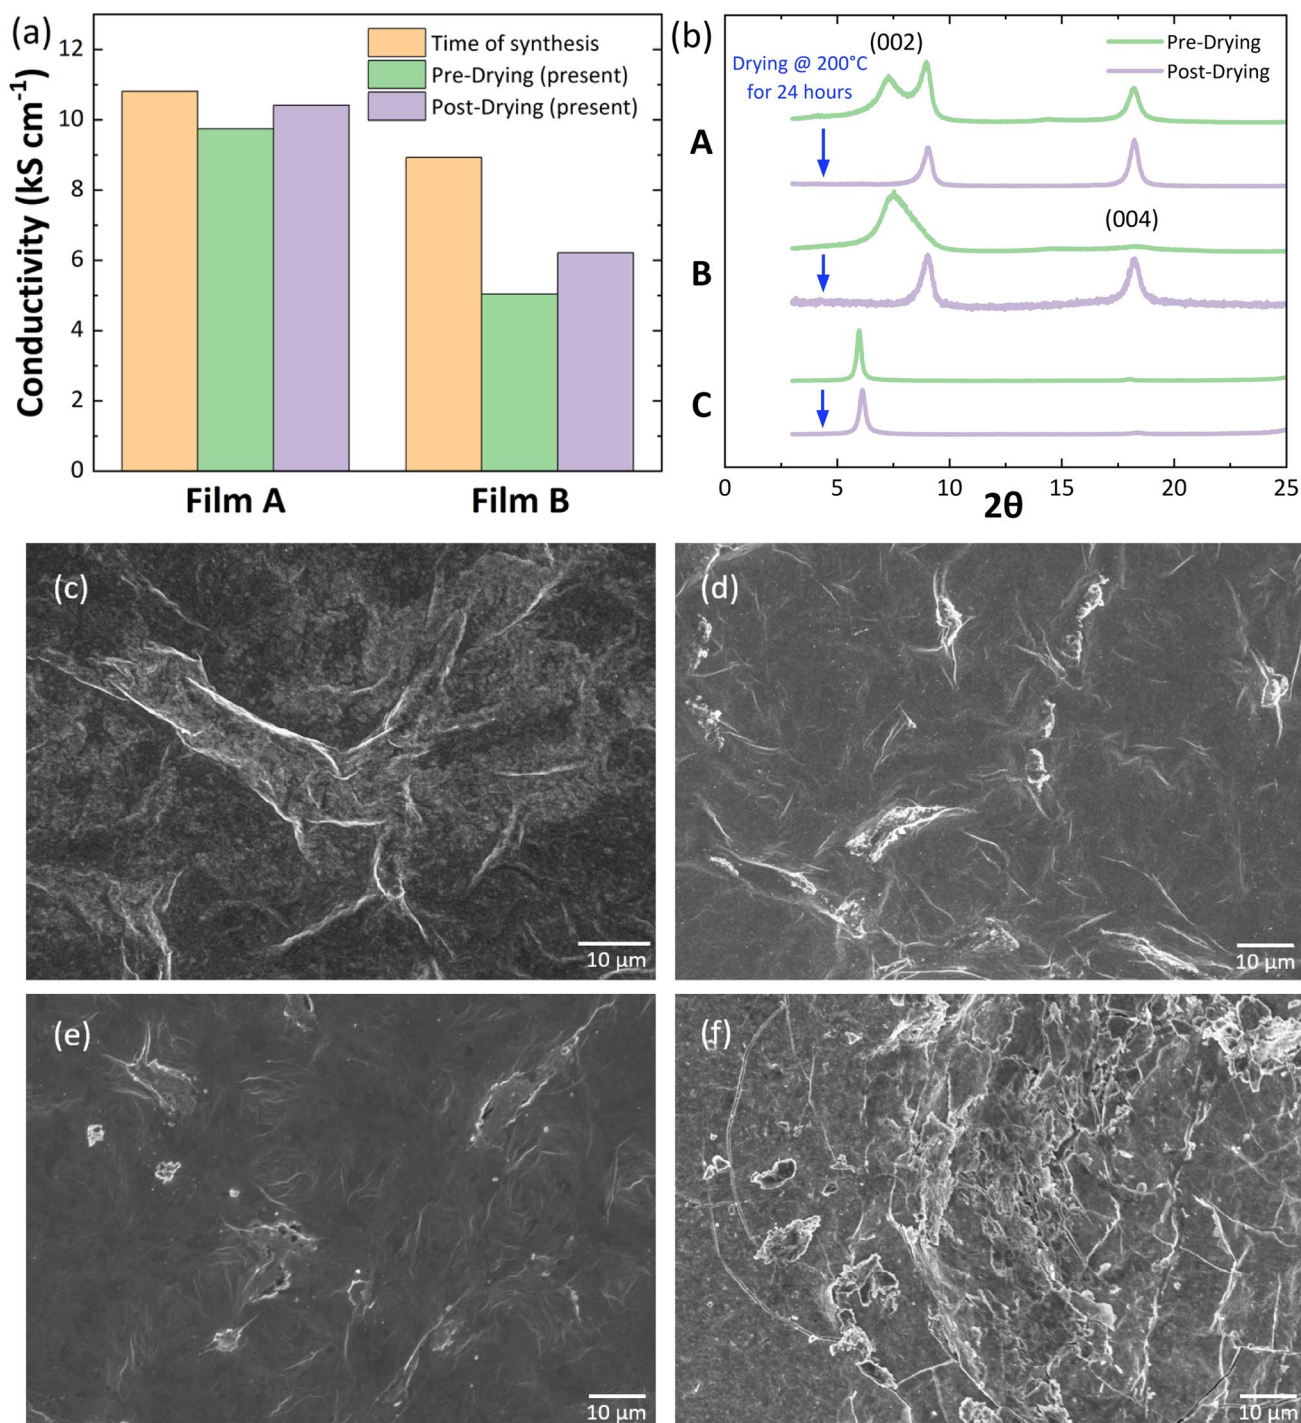 (a)
Conductivity (kS cm⁻¹)
12
10
8
6
4
2
0
Time of synthesis
Pre-Drying (present)
Post-Drying (present)
Film A
Film B
(b)
Drying @ 200°C
for 24 hours
(002)
Pre-Drying
Post-Drying
A
(004)
B
C
0
5
10
15
20
25
2θ
(c)
10 µm
(d)
10 µm
(e)
10 µm
(f)
10 µm